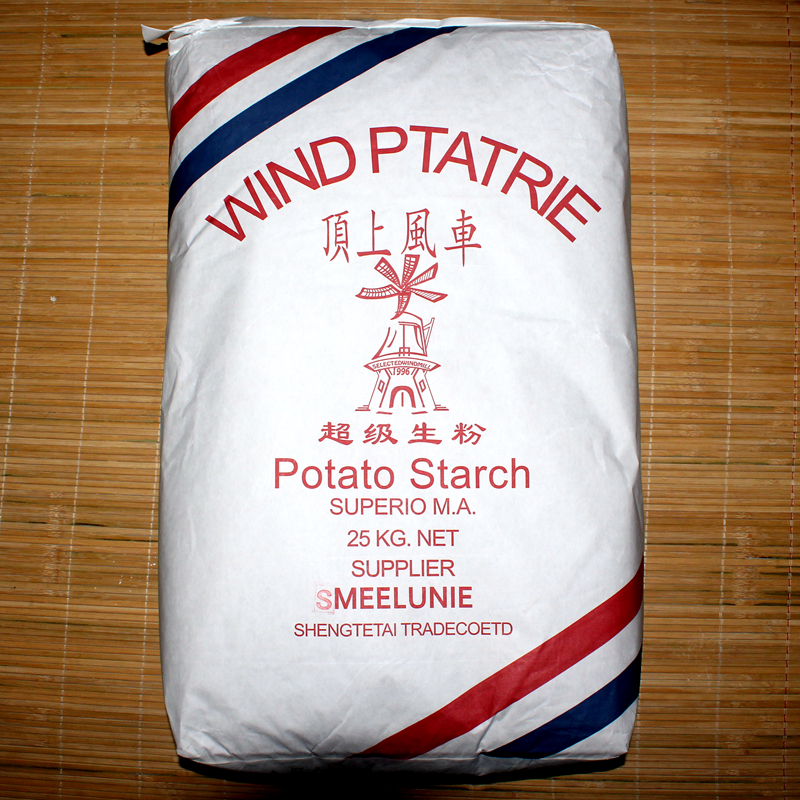 WIND PTATRIE
頂上風車
SELECTEDWINDMILL
1996
超级生粉
Potato Starch
SUPERIO M.A.
25 KG. NET
SUPPLIER
SMEELUNIE
SHENGTETAI TRADECOETD